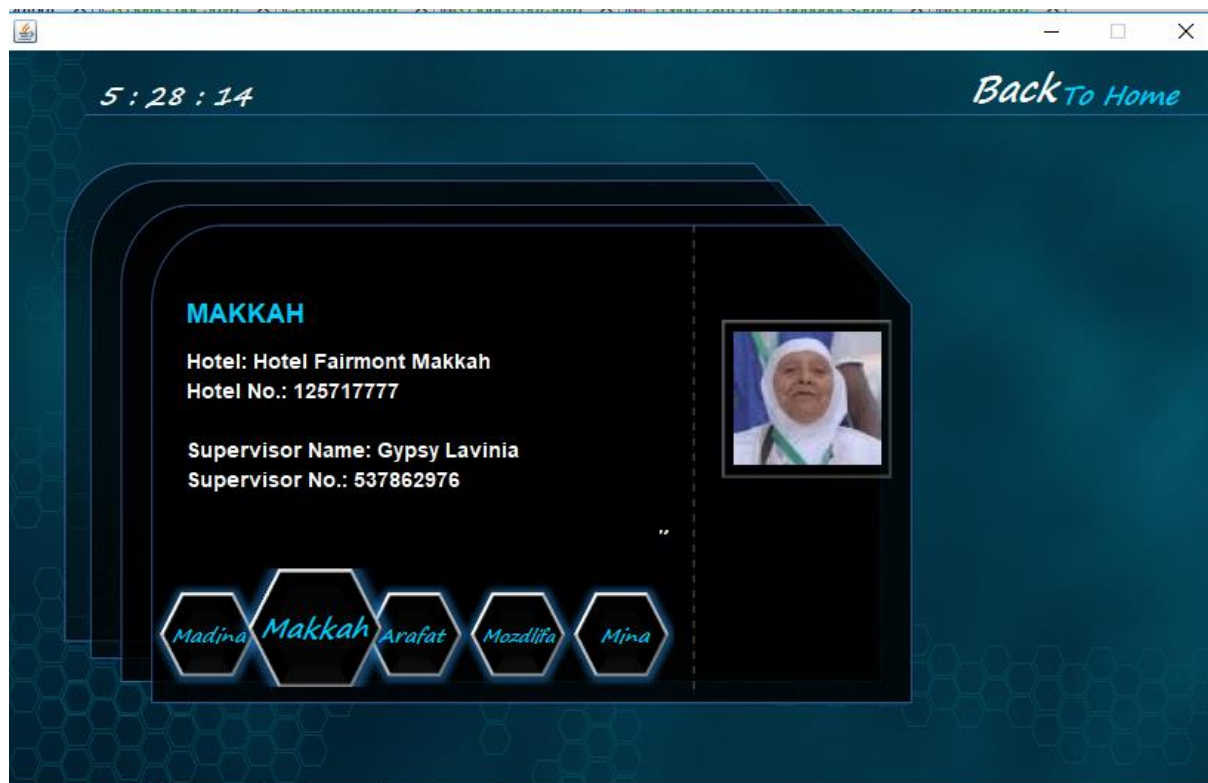 5 : 28 : 14
Back To Home
MAKKAH
Hotel: Hotel Fairmont Makkah
Hotel No.: 125717777
Supervisor Name: Gypsy Lavinia
Supervisor No.: 537862976
"
Madina
Makkah
Arafat
Mozdlifa
Mina